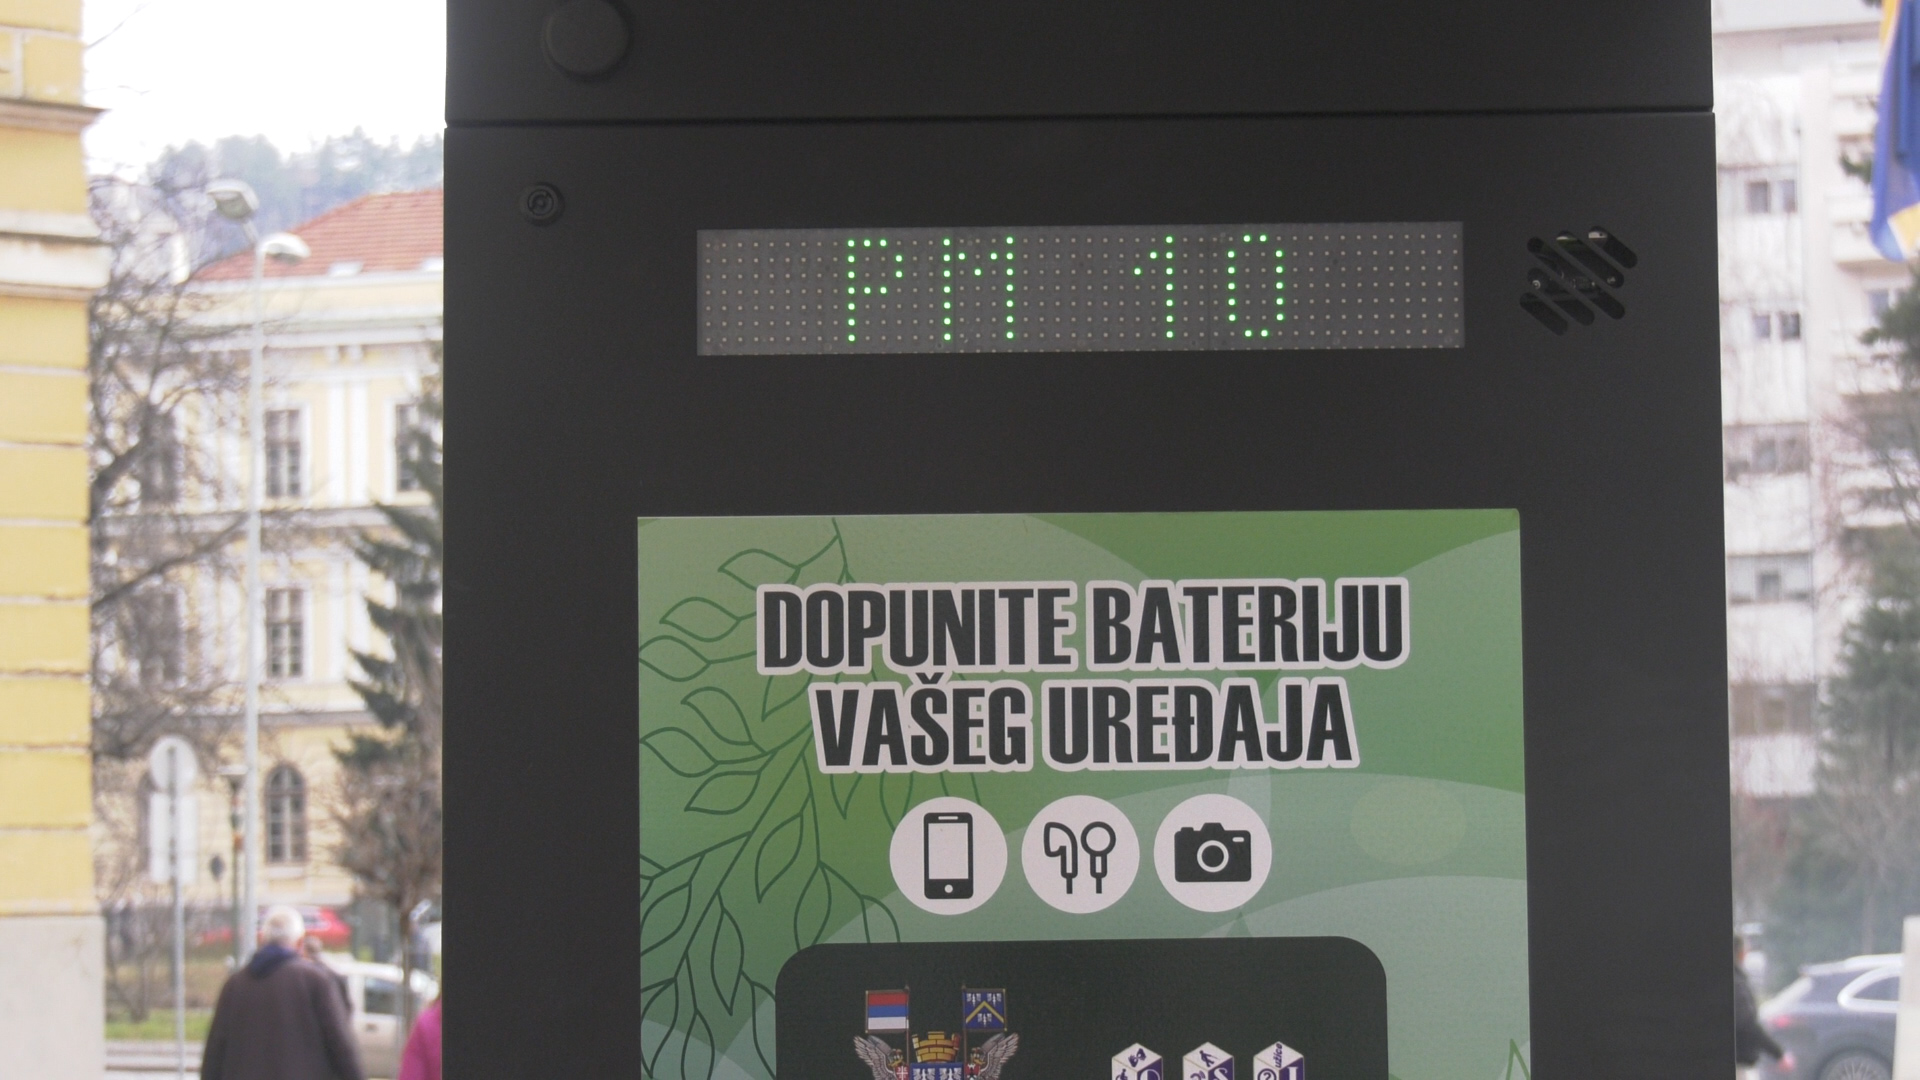 PM 10
DOPUNITE BATERIJU
VAŠEG UREĐAJA